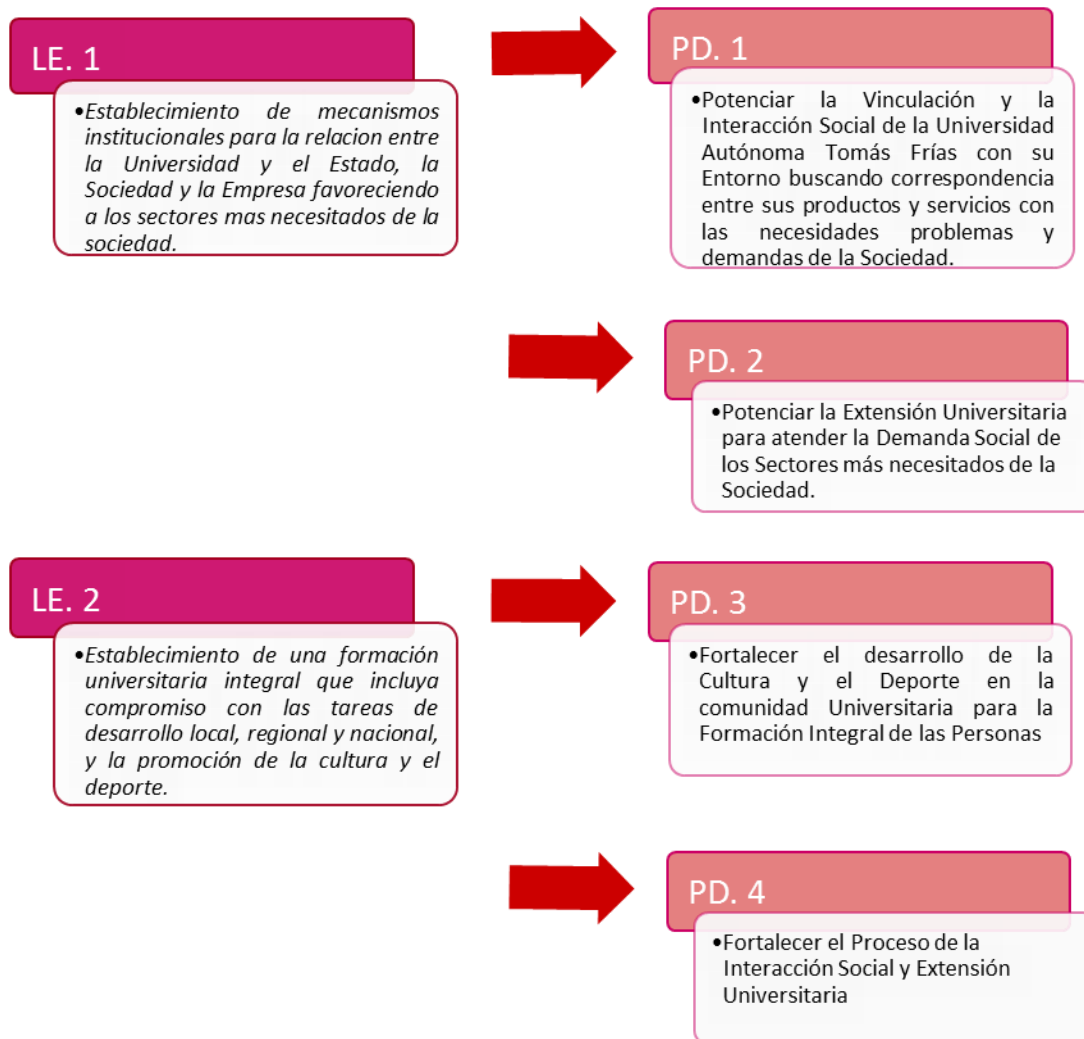 LE. 1
•Establecimiento de mecanismos
institucionales para la relacion entre
la Universidad y el Estado, la
Sociedad y la Empresa favoreciendo
a los sectores mas necesitados de la
sociedad.
PD. 1
•Potenciar la Vinculación y la
Interacción Social de la Universidad
Autónoma Tomás Frías con su
Entorno buscando correspondencia
entre sus productos y servicios con
las necesidades problemas y
demandas de la Sociedad.
PD. 2
•Potenciar la Extensión Universitaria
para atender la Demanda Social de
los Sectores más necesitados de la
Sociedad.
LE. 2
•Establecimiento de una formación
universitaria integral que incluya
compromiso con las tareas de
desarrollo local, regional y nacional,
y la promoción de la cultura y el
deporte.
PD. 3
•Fortalecer el desarrollo de la
Cultura y el Deporte en la
comunidad Universitaria para la
Formación Integral de las Personas
PD. 4
•Fortalecer el Proceso de la
Interacción Social y Extensión
Universitaria